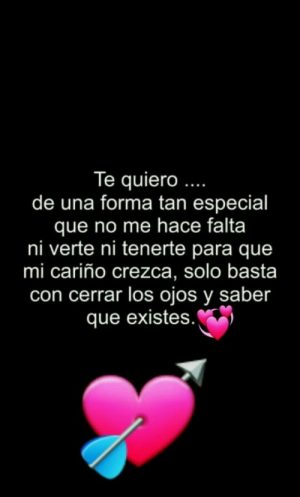 Te quiero ....
de una forma tan especial
que no me hace falta
ni verte ni tenerte para que
mi cariño crezca, solo basta
con cerrar los ojos y saber
que existes.💞